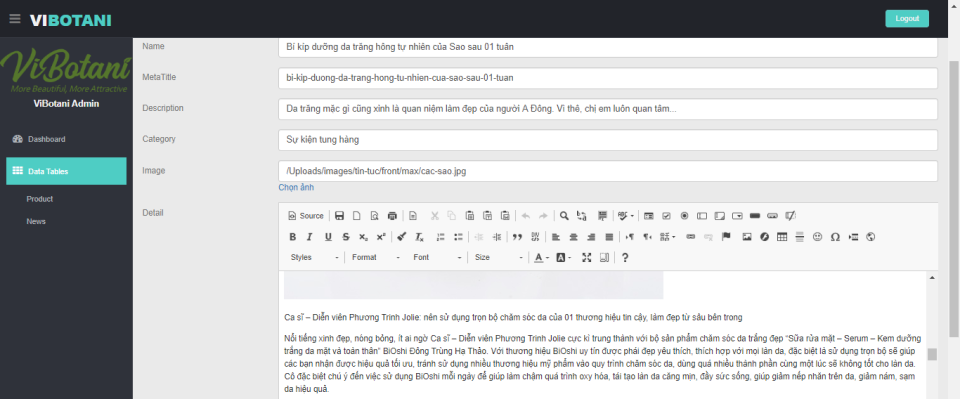 VIBOTANI
Logout
ViBotani
More Beautiful, More Attractive
ViBotani Admin
Dashboard
Data Tables
Product
News
Name
Bí kíp dưỡng da trắng hồng tự nhiên của Sao sau 01 tuần
MetaTitle
bi-kip-duong-da-trang-hong-tu-nhien-cua-sao-sau-01-tuan
Description
Da trắng mặc gì cũng xinh là quan niệm làm đẹp của người Á Đông. Vì thế, chị em luôn quan tâm...
Category
Sự kiện tung hàng
Image
/Uploads/images/tin-tuc/front/max/cac-sao.jpg
Chọn ảnh
Detail
Source
Styles
Format
Font
Size
Ca sĩ – Diễn viên Phương Trinh Jolie: nên sử dụng trọn bộ chăm sóc da của 01 thương hiệu tin cậy, làm đẹp từ sâu bên trong
Nổi tiếng xinh đẹp, nóng bỏng, ít ai ngờ Ca sĩ – Diễn viên Phương Trinh Jolie cực kì trung thành với bộ sản phẩm chăm sóc da trắng đẹp “Sữa rửa mặt – Serum – Kem dưỡng
trắng da mặt và toàn thân” BiOshi Đông Trùng Hạ Thảo. Với thương hiệu BiOshi uy tín được phái đẹp yêu thích, thích hợp với mọi làn da, đặc biệt là sử dụng trọn bộ sẽ giúp
các bạn nhận được hiệu quả tối ưu, tránh sử dụng nhiều thương hiệu mỹ phẩm vào quy trình chăm sóc da, dùng quá nhiều thành phần cùng một lúc sẽ không tốt cho làn da.
Cô đặc biệt chú ý đến việc sử dụng BiOshi mỗi ngày để giúp làm chậm quá trình oxy hóa, tái tạo làn da căng mịn, đầy sức sống, giúp giảm nếp nhăn trên da, giảm nám, sạm
da hiệu quả.